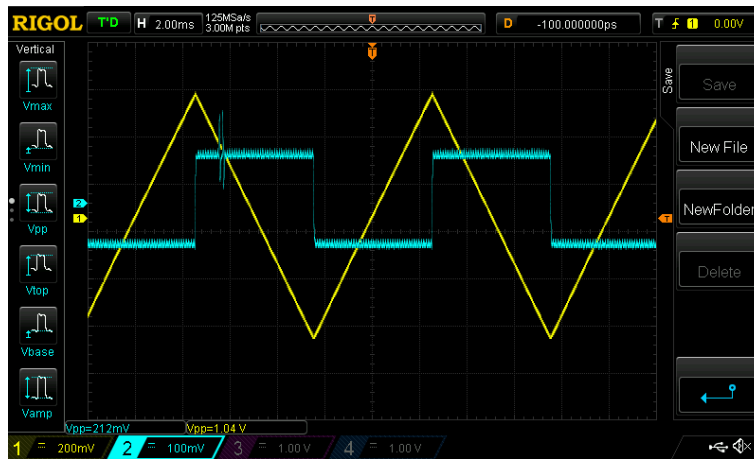 RIGOL T'D H 2.00ms 125MSa/s 3.00M pts T D -100.000000ps T 1 0.00V
Vertical
Vmax
Vmin
Vpp
Vtop
Vbase
Vamp
T
2
1
T
Save
Save
New File
NewFolder
Delete
Vpp=212mV Vpp=1.04 V
1 = 200mV 2 = 100mV 3 = 1.00 V 4 = 1.00 V